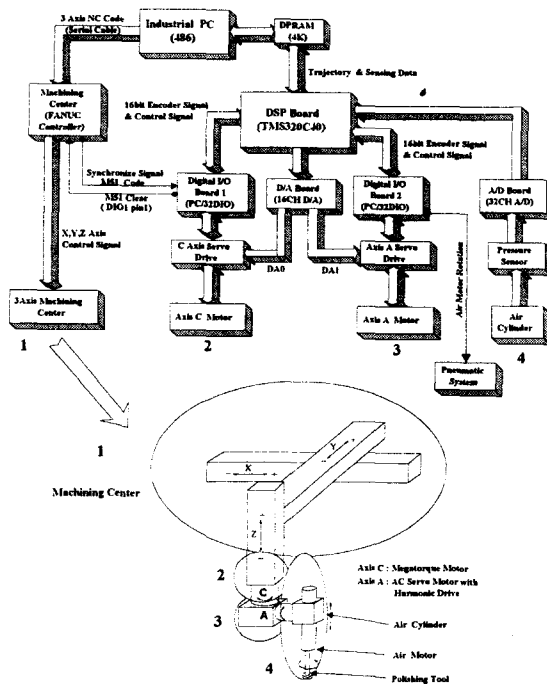 3 Axis NC Code
(Serial Cable)
Industrial PC
(486)
DPRAM
(4K)
Trajectory & Sensing Data
Machining
Center
(FANUC
Controller)
16bit Encoder Signal
& Control Signal
DSP Board
(TMS320C40)
16bit Encoder Signal
& Control Signal
Synchronize Signal
MS1 Code
MS1 Clear
(DIO1 pin1)
Digital I/O
Board 1
(PC/32DIO)
D/A Board
(16CH D/A)
Digital I/O
Board 2
(PC/32DIO)
A/D Board
(32CH A/D)
X,Y,Z Axis
Control Signal
C Axis Servo
Drive
DA0
DA1
Axis A Servo
Drive
Air Motor Rotation
Pressure
Sensor
3Axis Machining
Center
Axis C Motor
Axis A Motor
Air
Cylinder
1
2
3
4
Pneumatic
System
1
Machining Center
X
Y
Z
2
C
3
A
4
Axis C : Megatorque Motor
Axis A : AC Servo Motor with
Harmonic Drive
Air Cylinder
Air Motor
Polishing Tool